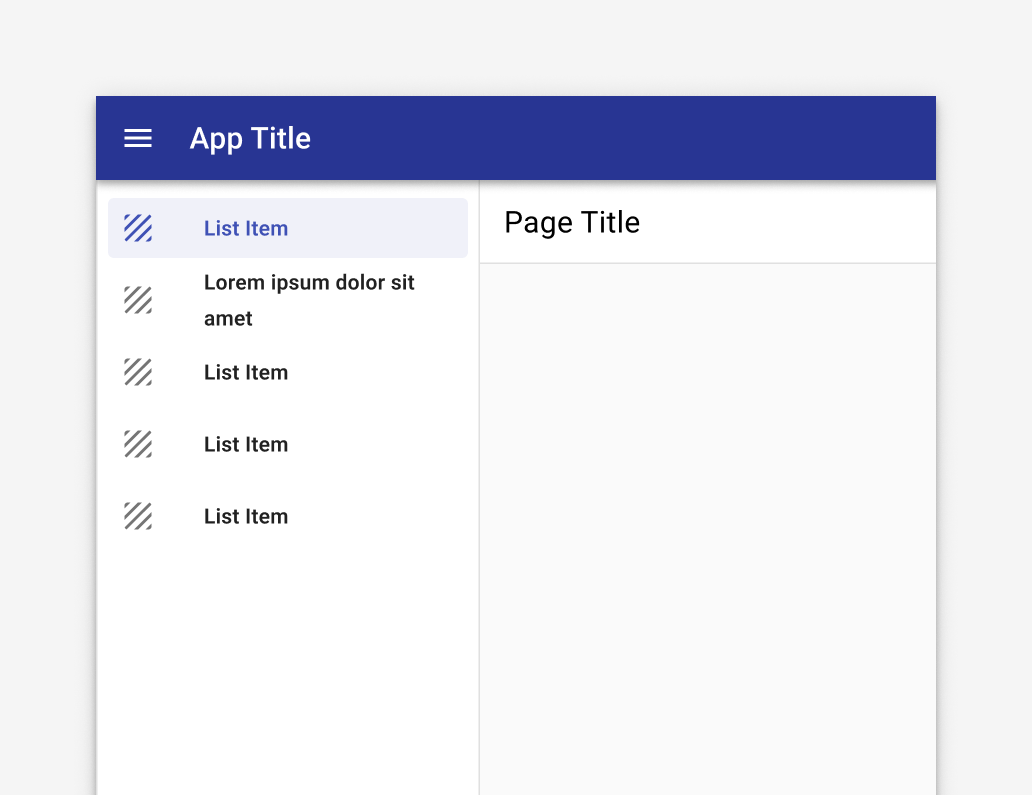 App Title
List Item
Page Title
Lorem ipsum dolor sit
amet
List Item
List Item
List Item